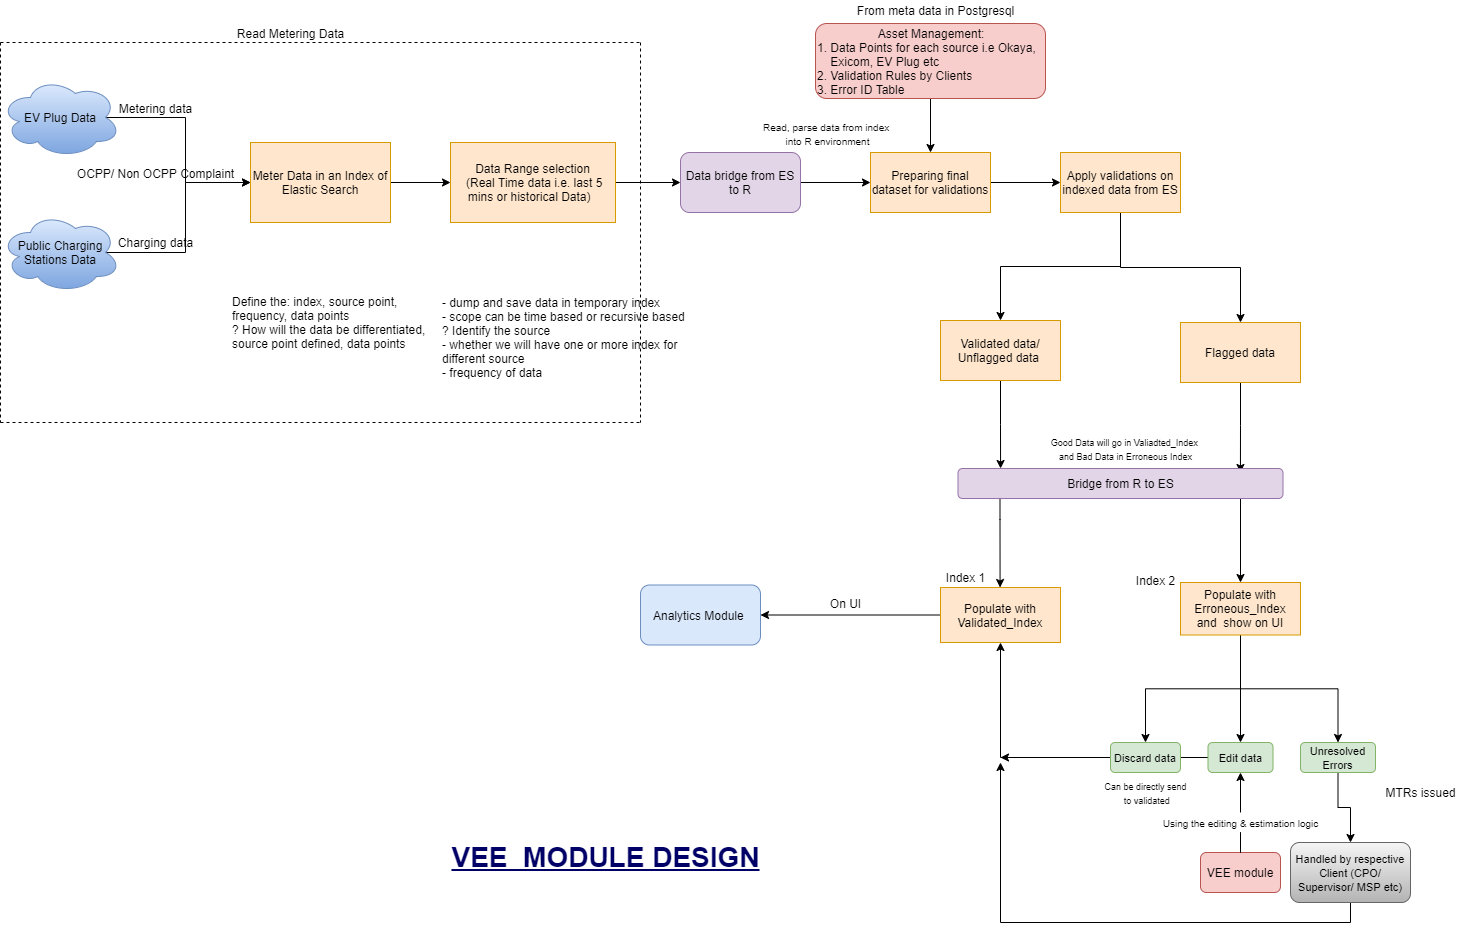 From meta data in Postgresql
Asset Management:
1. Data Points for each source i.e Okaya,
Exicom, EV Plug etc
2. Validation Rules by Clients
3. Error ID Table
Read Metering Data
EV Plug Data
Metering data
OCPP/ Non OCPP Complaint
Public Charging
Stations Data
Charging data
Meter Data in an Index of
Elastic Search
Data Range selection
(Real Time data i.e. last 5
mins or historical Data)
Read, parse data from index
into R environment
Data bridge from ES
to R
Preparing final
dataset for validations
Apply validations on
indexed data from ES
Define the: index, source point,
frequency, data points
? How will the data be differentiated,
source point defined, data points
- dump and save data in temporary index
- scope can be time based or recursive based
? Identify the source
- whether we will have one or more index for
different source
- frequency of data
Validated data/
Unflagged data
Flagged data
Good Data will go in Valiadted_Index
and Bad Data in Erroneous Index
Bridge from R to ES
Index 1
Index 2
Analytics Module
On UI
Populate with
Validated_Index
Populate with
Erroneous_Index
and  show on UI
Discard data
Edit data
Unresolved
Errors
Can be directly send
to validated
MTRs issued
Using the editing & estimation logic
VEE module
Handled by respective
Client (CPO/
Supervisor/ MSP etc)
VEE  MODULE DESIGN